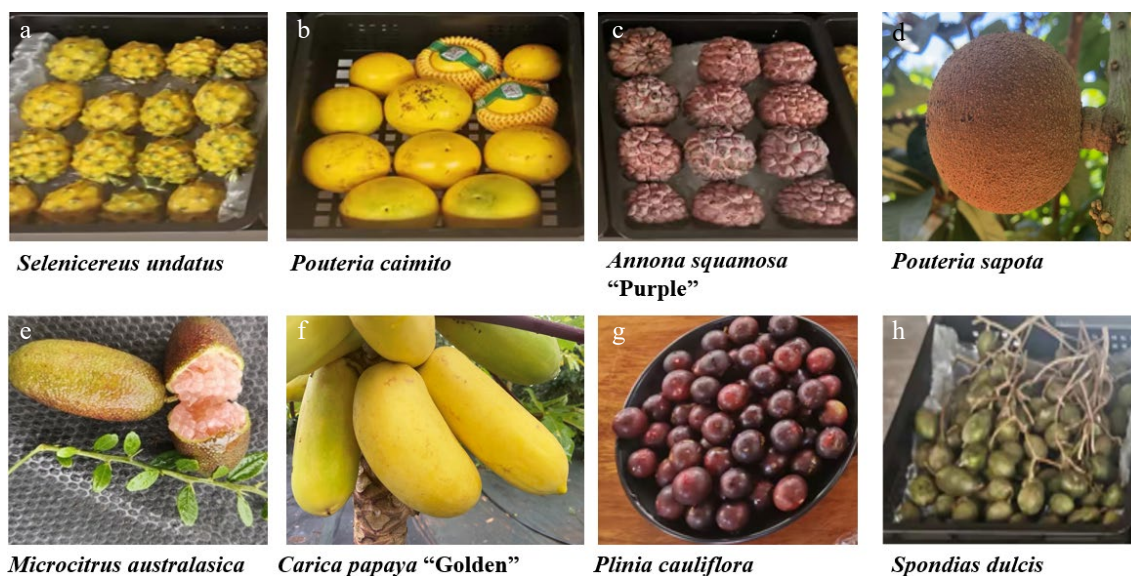 a
b
c
d
Selenicereus undatus
Pouteria caimito
Annona squamosa
“Purple”
Pouteria sapota
e
f
g
h
Microcitrus australasica
Carica papaya “Golden”
Plinia cauliflora
Spondias dulcis